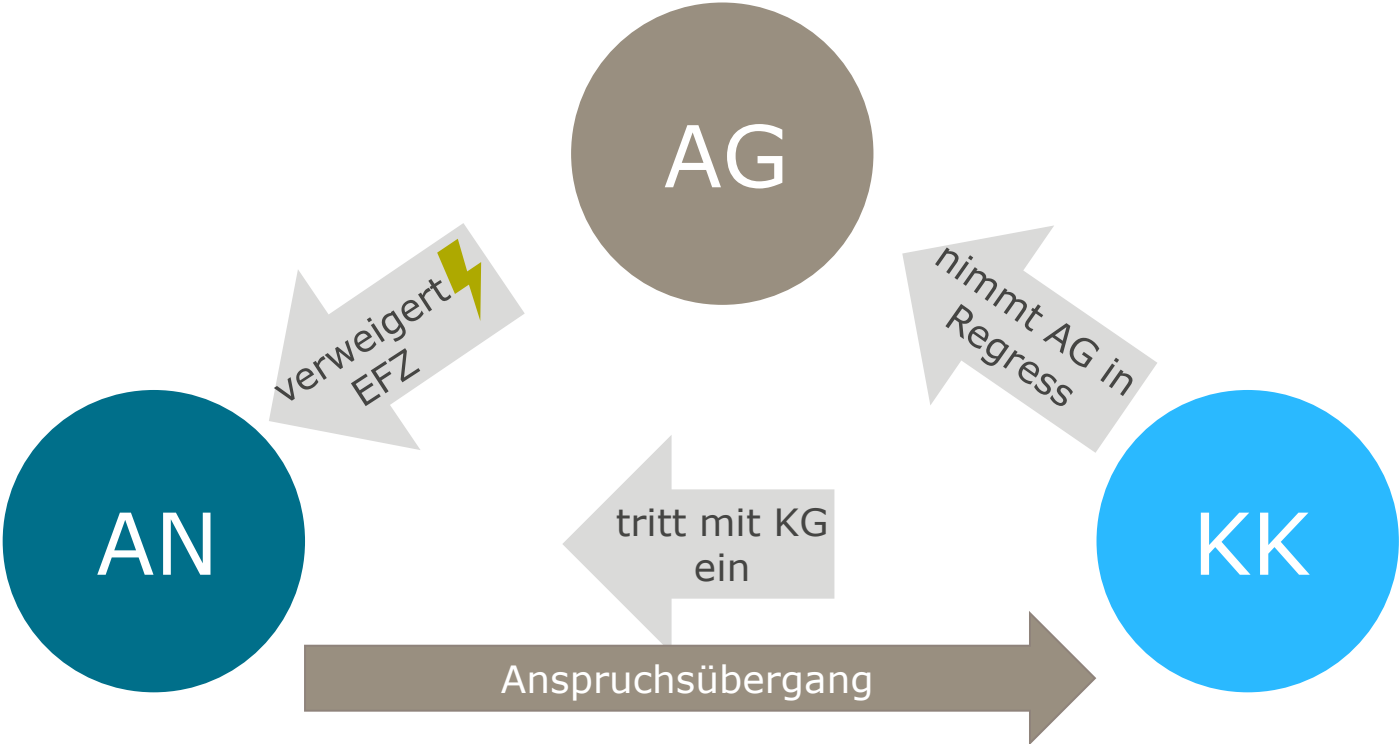 AG
verweigert
EFZ
nimmt AG in
Regress
AN
tritt mit KG
ein
KK
Anspruchsübergang